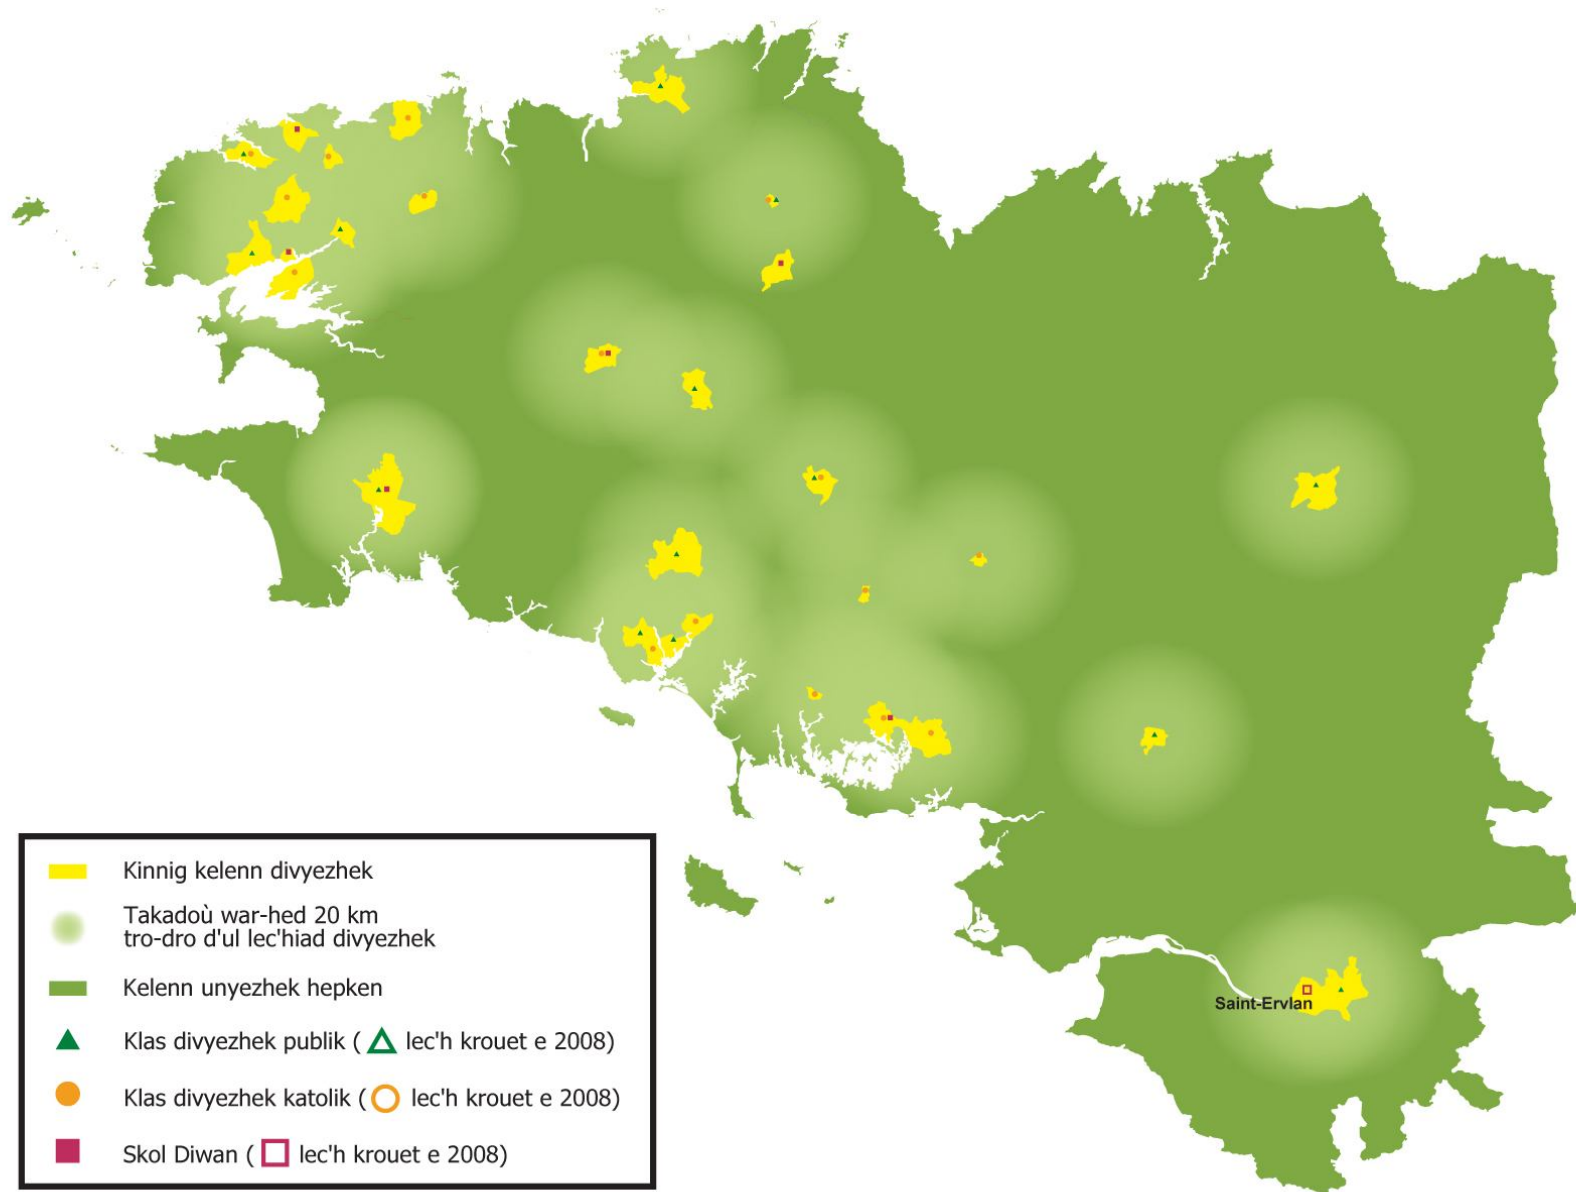 Saint-Ervlan
Kinnig kelenn divyezhek
Takadoù war-hed 20 km
tro-dro d'ul lec'hiad divyezhek
Kelenn unyezhek hepken
Klas divyezhek publik ( lec'h krouet e 2008)
Klas divyezhek katolik ( lec'h krouet e 2008)
Skol Diwan ( lec'h krouet e 2008)